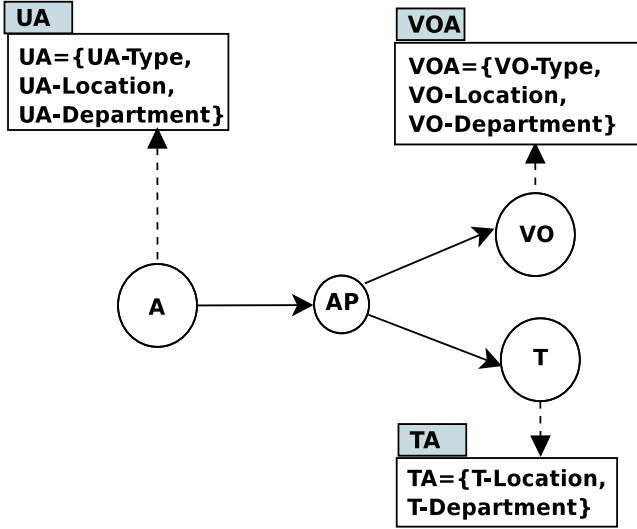 UA
UA={UA-Type,
UA-Location,
UA-Department}
VOA
VOA={VO-Type,
VO-Location,
VO-Department}
VO
A
AP
T
TA
TA={T-Location,
T-Department}